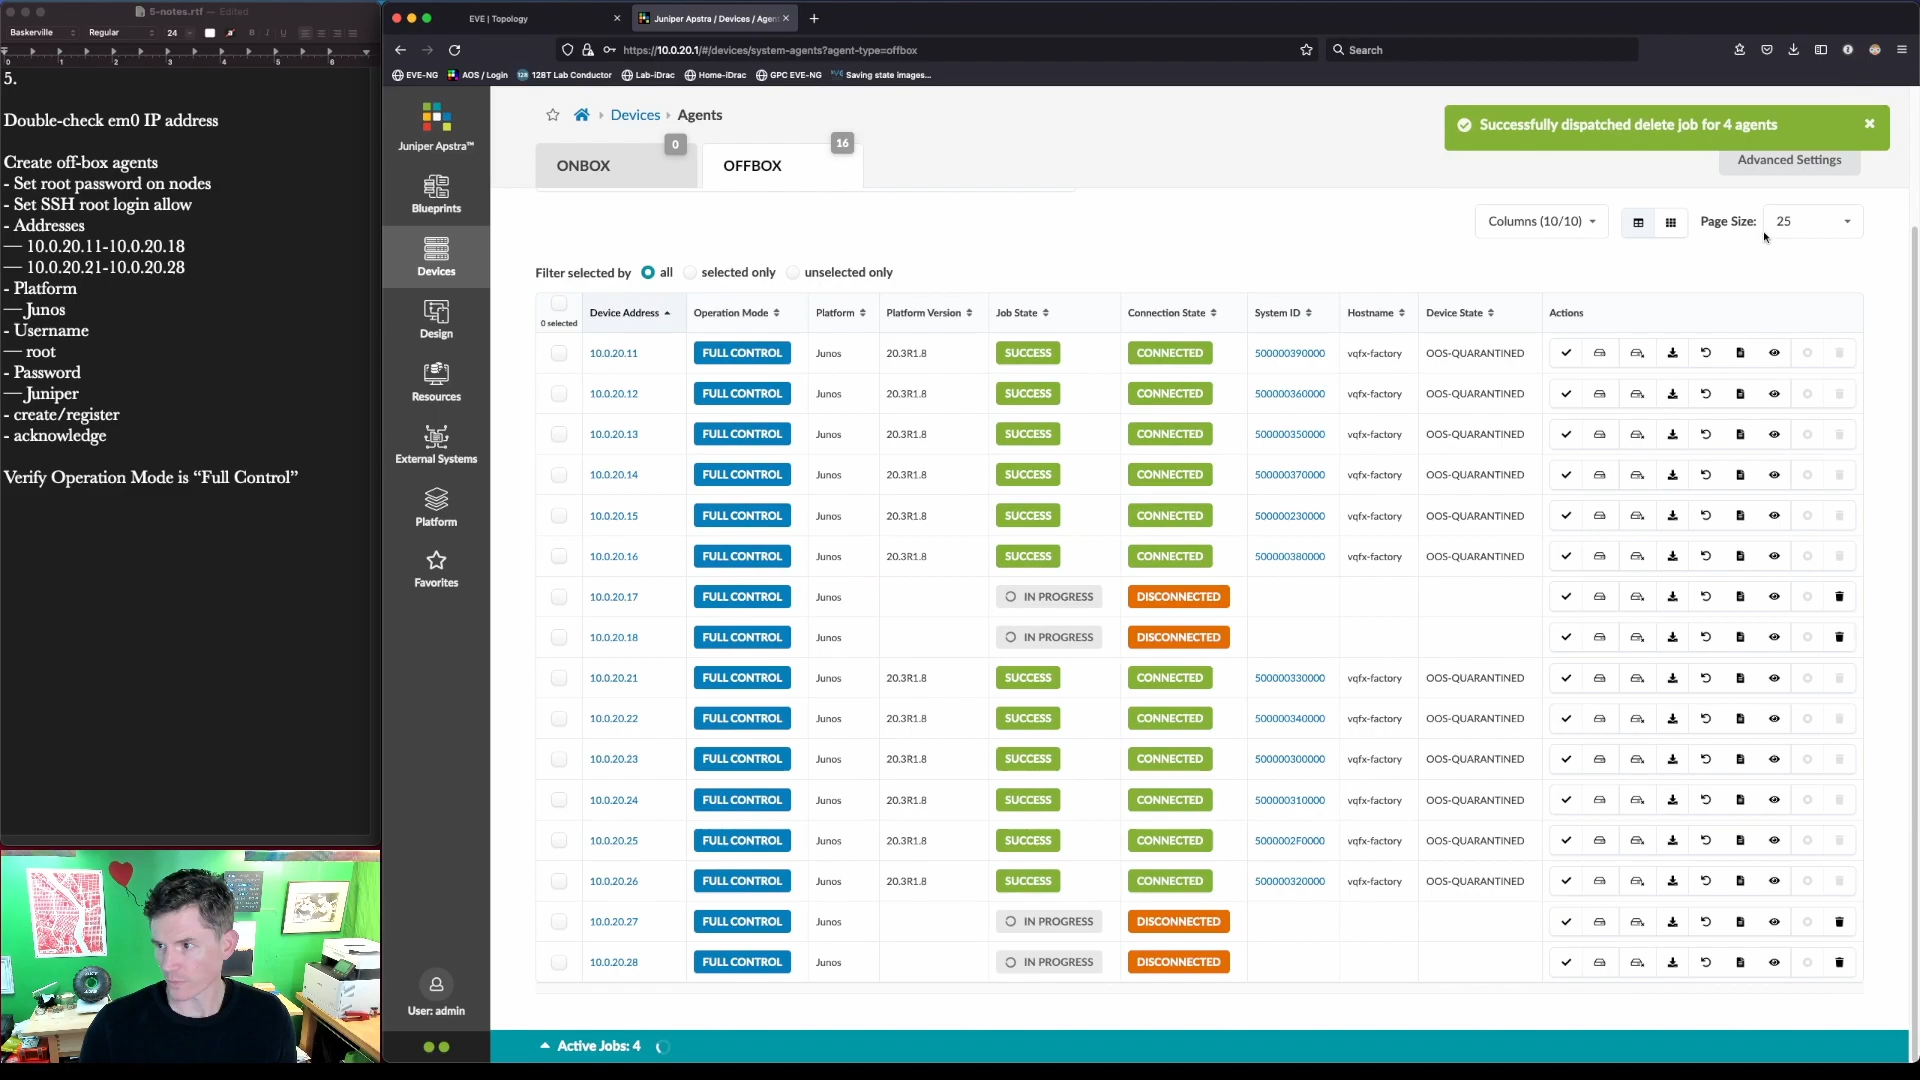 5-notes.rtf — Edited
Baskerville Regular 24 B I U
0 1 2 3 4 5 6
5.
Double-check em0 IP address
Create off-box agents
- Set root password on nodes
- Set SSH root login allow
- Addresses
— 10.0.20.11-10.0.20.18
— 10.0.20.21-10.0.20.28
- Platform
— Junos
- Username
— root
- Password
— Juniper
- create/register
- acknowledge
Verify Operation Mode is “Full Control”
EVE | Topology
Juniper Apstra / Devices / Agen
https://10.0.20.1/#/devices/system-agents?agent-type=offbox
Search
EVE-NG AOS / Login 128T Lab Conductor Lab-iDrac Home-iDrac GPC EVE-NG Saving state images...
Juniper Apstra™
Blueprints
Devices
Design
Resources
External Systems
Platform
Favorites
User: admin
Devices › Agents
Successfully dispatched delete job for 4 agents
Advanced Settings
ONBOX 0
OFFBOX 16
Columns (10/10) Page Size: 25
Filter selected by all selected only unselected only
0 selected Device Address Operation Mode Platform Platform Version Job State Connection State System ID Hostname Device State Actions
10.0.20.11 FULL CONTROL Junos 20.3R1.8 SUCCESS CONNECTED 500000390000 vqfx-factory OOS-QUARANTINED
10.0.20.12 FULL CONTROL Junos 20.3R1.8 SUCCESS CONNECTED 500000360000 vqfx-factory OOS-QUARANTINED
10.0.20.13 FULL CONTROL Junos 20.3R1.8 SUCCESS CONNECTED 500000350000 vqfx-factory OOS-QUARANTINED
10.0.20.14 FULL CONTROL Junos 20.3R1.8 SUCCESS CONNECTED 500000370000 vqfx-factory OOS-QUARANTINED
10.0.20.15 FULL CONTROL Junos 20.3R1.8 SUCCESS CONNECTED 500000230000 vqfx-factory OOS-QUARANTINED
10.0.20.16 FULL CONTROL Junos 20.3R1.8 SUCCESS CONNECTED 500000380000 vqfx-factory OOS-QUARANTINED
10.0.20.17 FULL CONTROL Junos IN PROGRESS DISCONNECTED
10.0.20.18 FULL CONTROL Junos IN PROGRESS DISCONNECTED
10.0.20.21 FULL CONTROL Junos 20.3R1.8 SUCCESS CONNECTED 500000330000 vqfx-factory OOS-QUARANTINED
10.0.20.22 FULL CONTROL Junos 20.3R1.8 SUCCESS CONNECTED 500000340000 vqfx-factory OOS-QUARANTINED
10.0.20.23 FULL CONTROL Junos 20.3R1.8 SUCCESS CONNECTED 500000300000 vqfx-factory OOS-QUARANTINED
10.0.20.24 FULL CONTROL Junos 20.3R1.8 SUCCESS CONNECTED 500000310000 vqfx-factory OOS-QUARANTINED
10.0.20.25 FULL CONTROL Junos 20.3R1.8 SUCCESS CONNECTED 5000002F0000 vqfx-factory OOS-QUARANTINED
10.0.20.26 FULL CONTROL Junos 20.3R1.8 SUCCESS CONNECTED 500000320000 vqfx-factory OOS-QUARANTINED
10.0.20.27 FULL CONTROL Junos IN PROGRESS DISCONNECTED
10.0.20.28 FULL CONTROL Junos IN PROGRESS DISCONNECTED
Active Jobs: 4